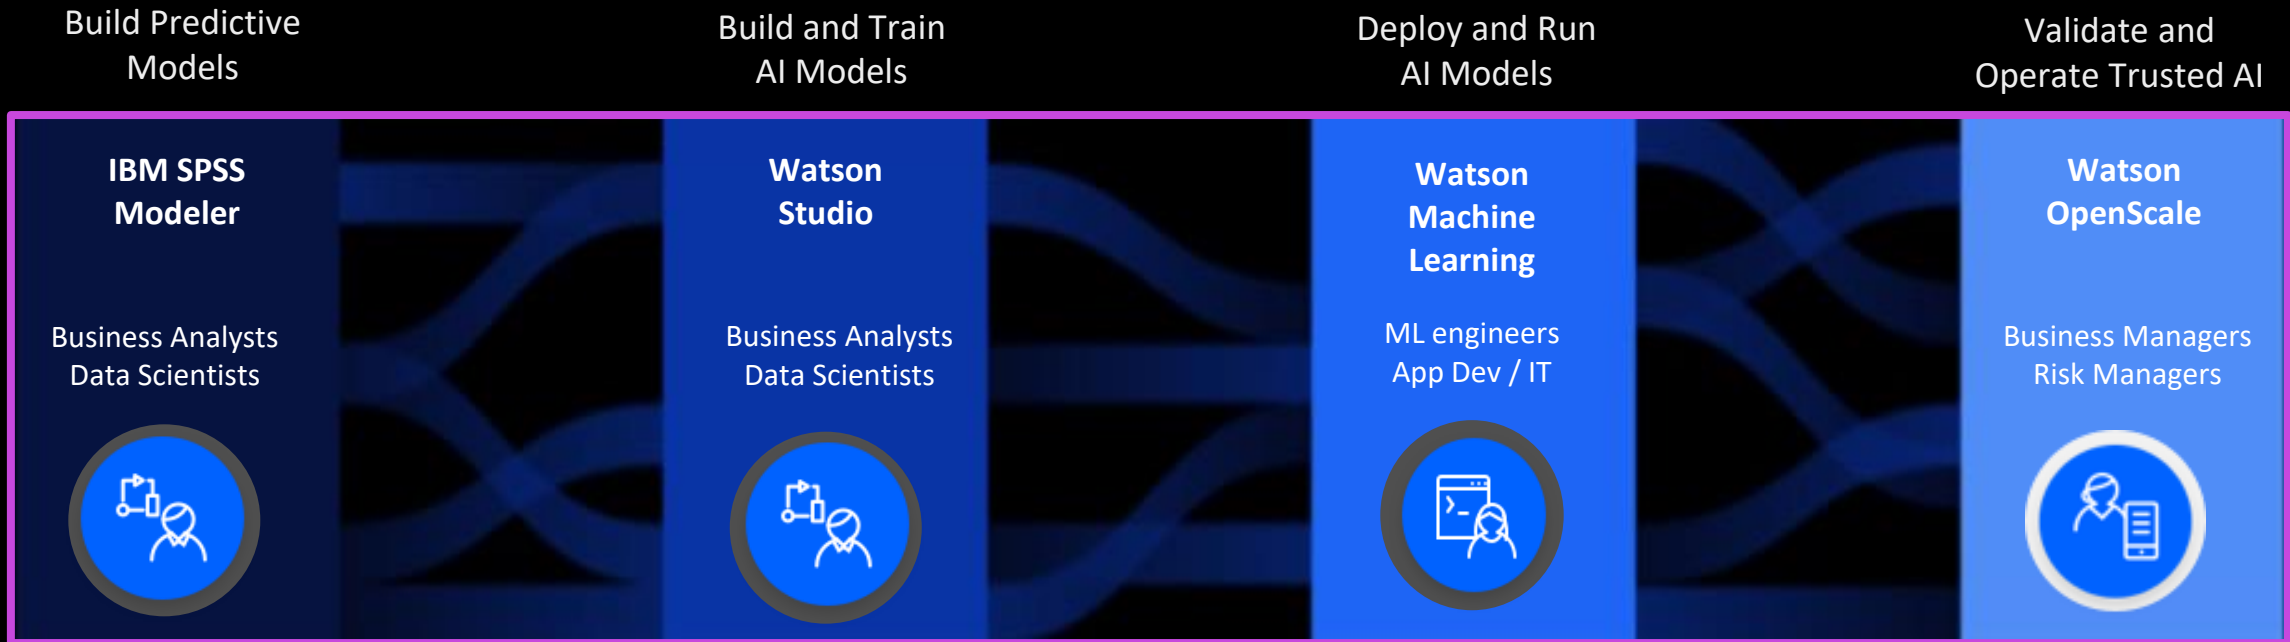 Build Predictive
Models
Build and Train
AI Models
Deploy and Run
AI Models
Validate and
Operate Trusted AI
IBM SPSS
Modeler
Business Analysts
Data Scientists
Watson
Studio
Business Analysts
Data Scientists
Watson
Machine
Learning
ML engineers
App Dev / IT
Watson
OpenScale
Business Managers
Risk Managers